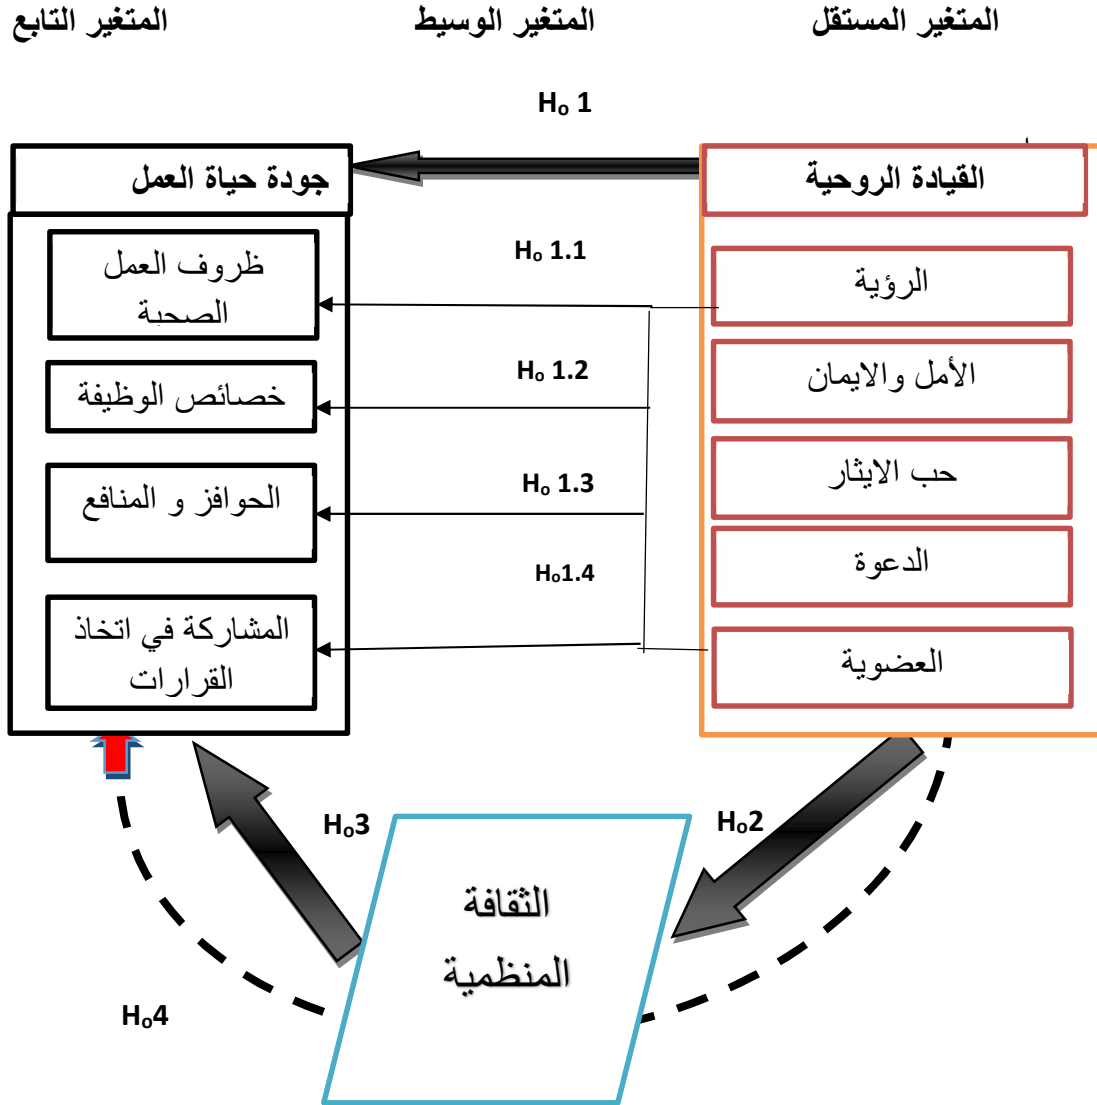 المتغير المستقل
المتغير الوسيط
المتغير التابع
Hₒ 1
القيادة الروحية
جودة حياة العمل
الرؤية
Hₒ 1.1
ظروف العمل
الصحية
الأمل والايمان
Hₒ 1.2
خصائص الوظيفة
حب الايثار
Hₒ 1.3
الحوافز و المنافع
الدعوة
Hₒ1.4
العضوية
المشاركة في اتخاذ
القرارات
Hₒ2
Hₒ3
الثقافة
المنظمية
Hₒ4